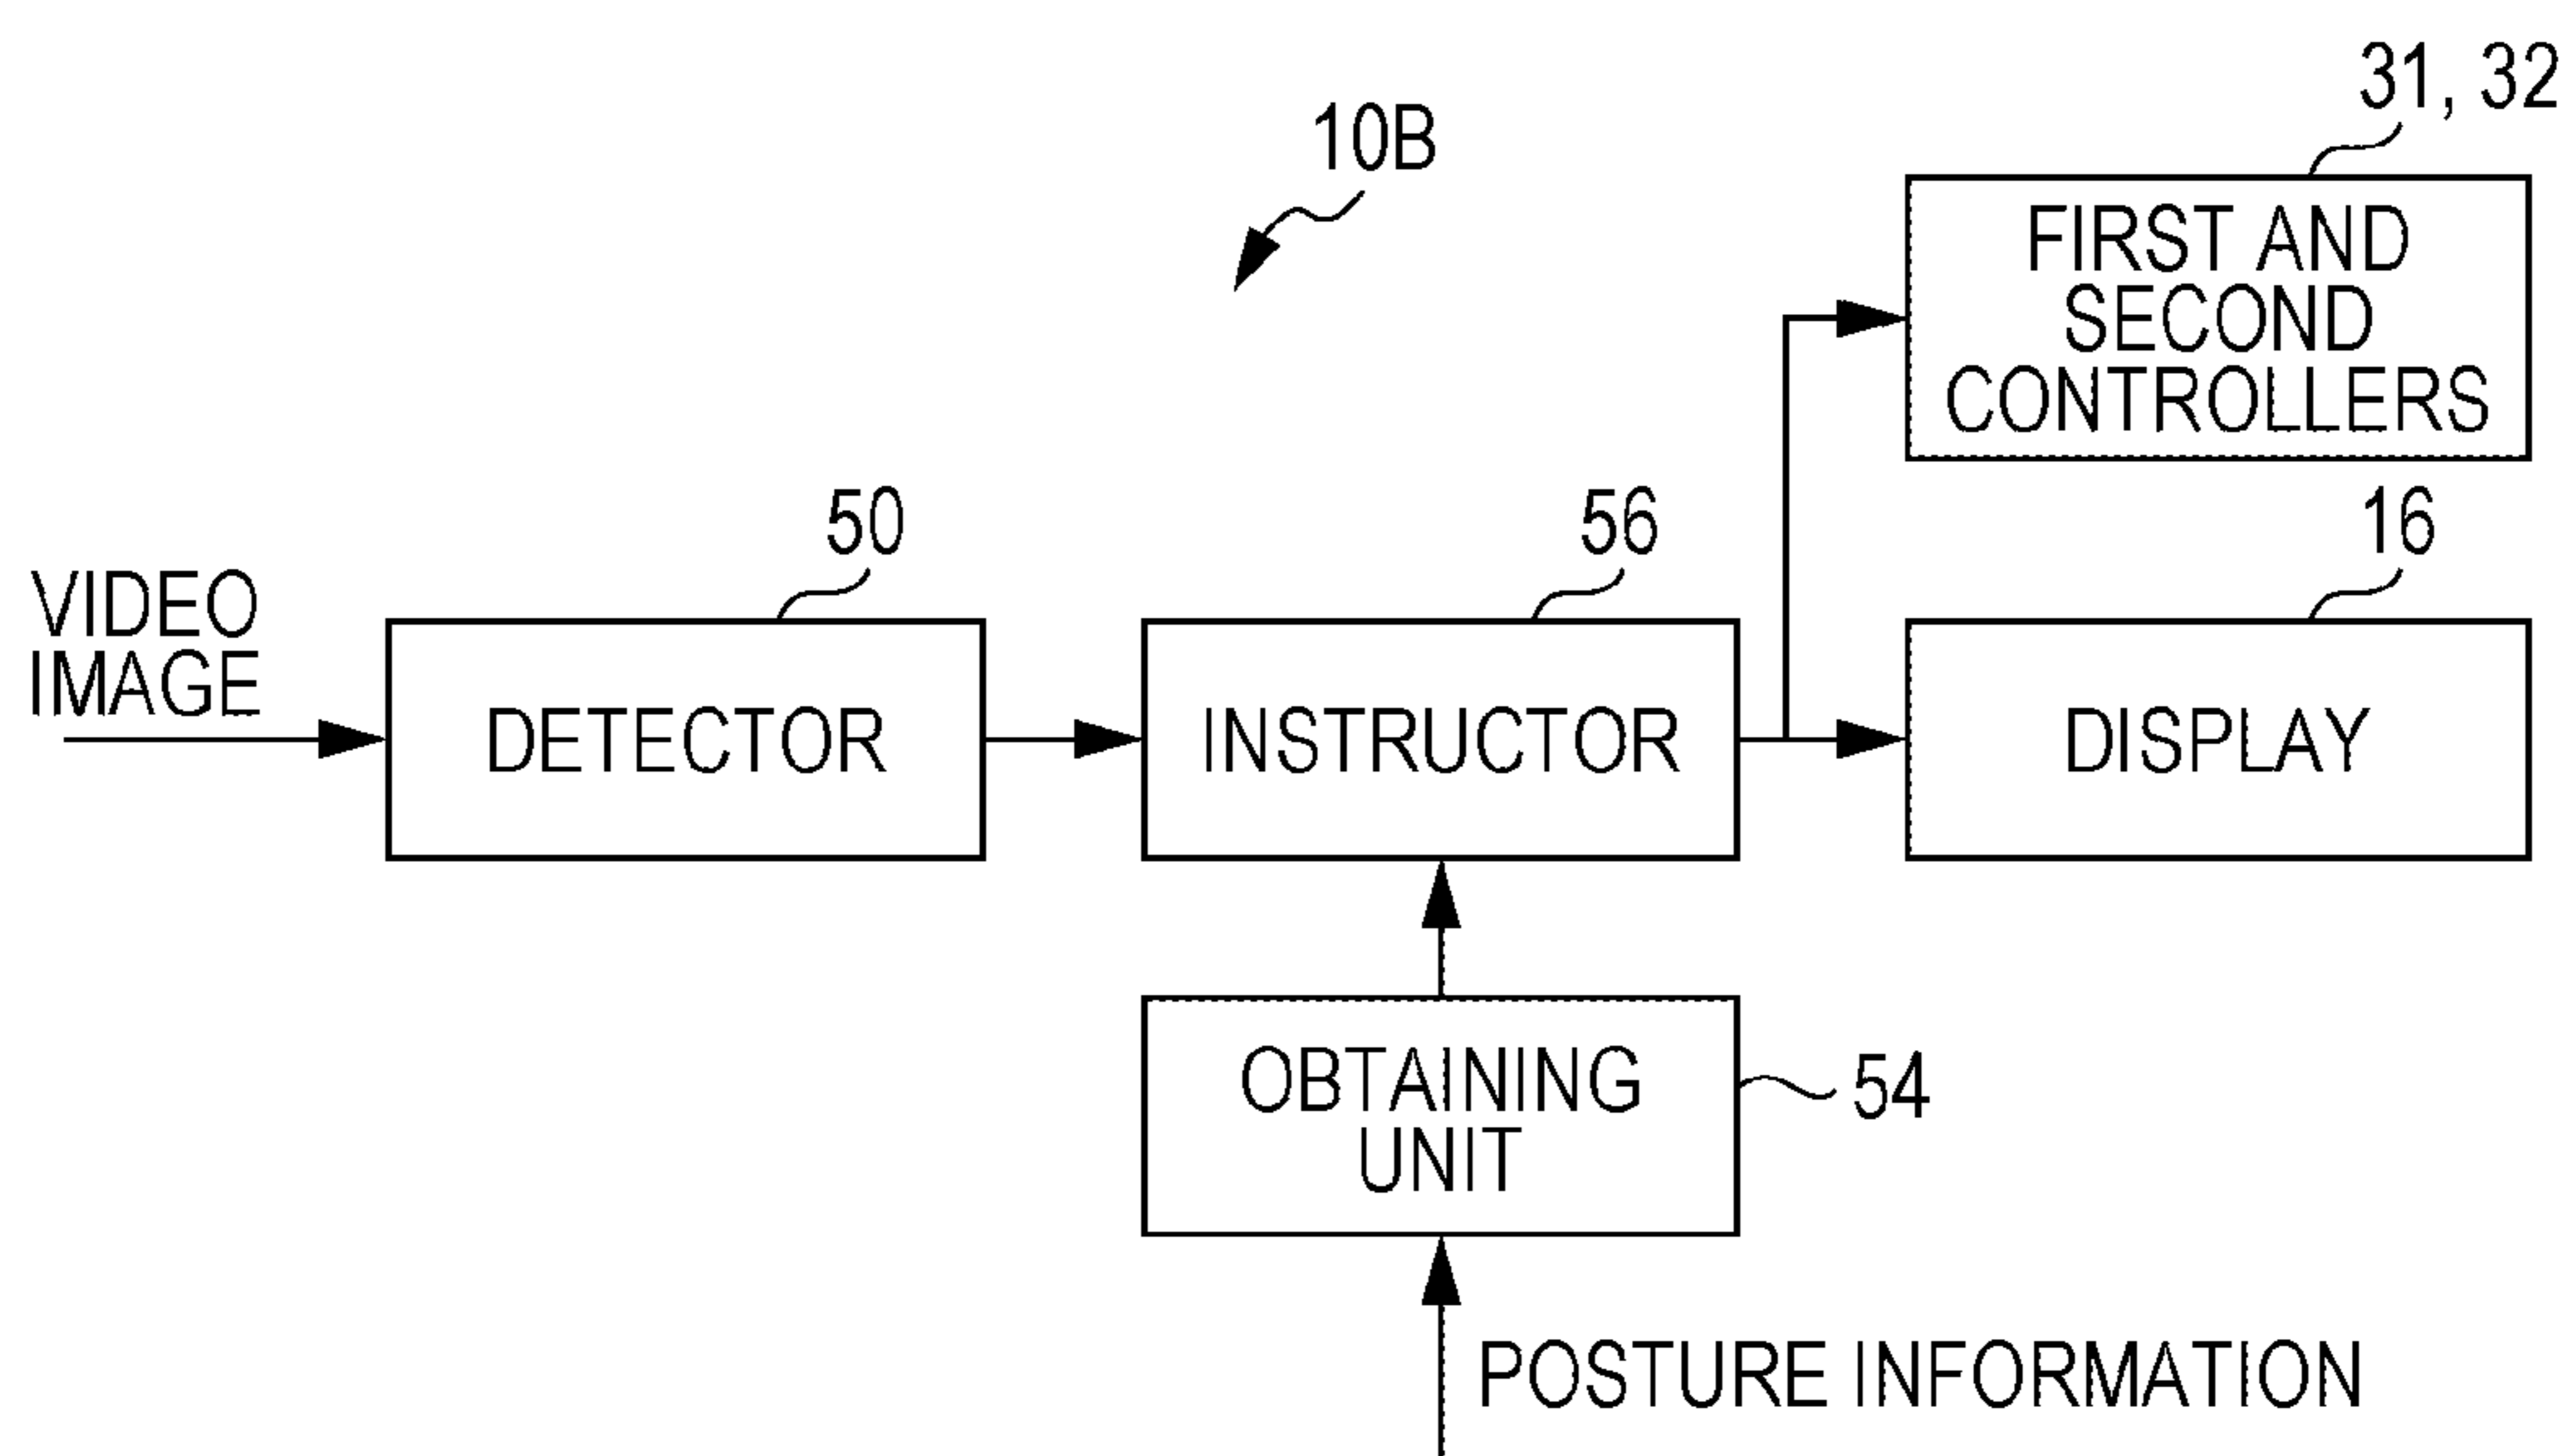 31, 32
10B
FIRST AND
SECOND
CONTROLLERS
50
56
16
VIDEO
IMAGE
DETECTOR
INSTRUCTOR
DISPLAY
OBTAINING
UNIT
54
POSTURE INFORMATION